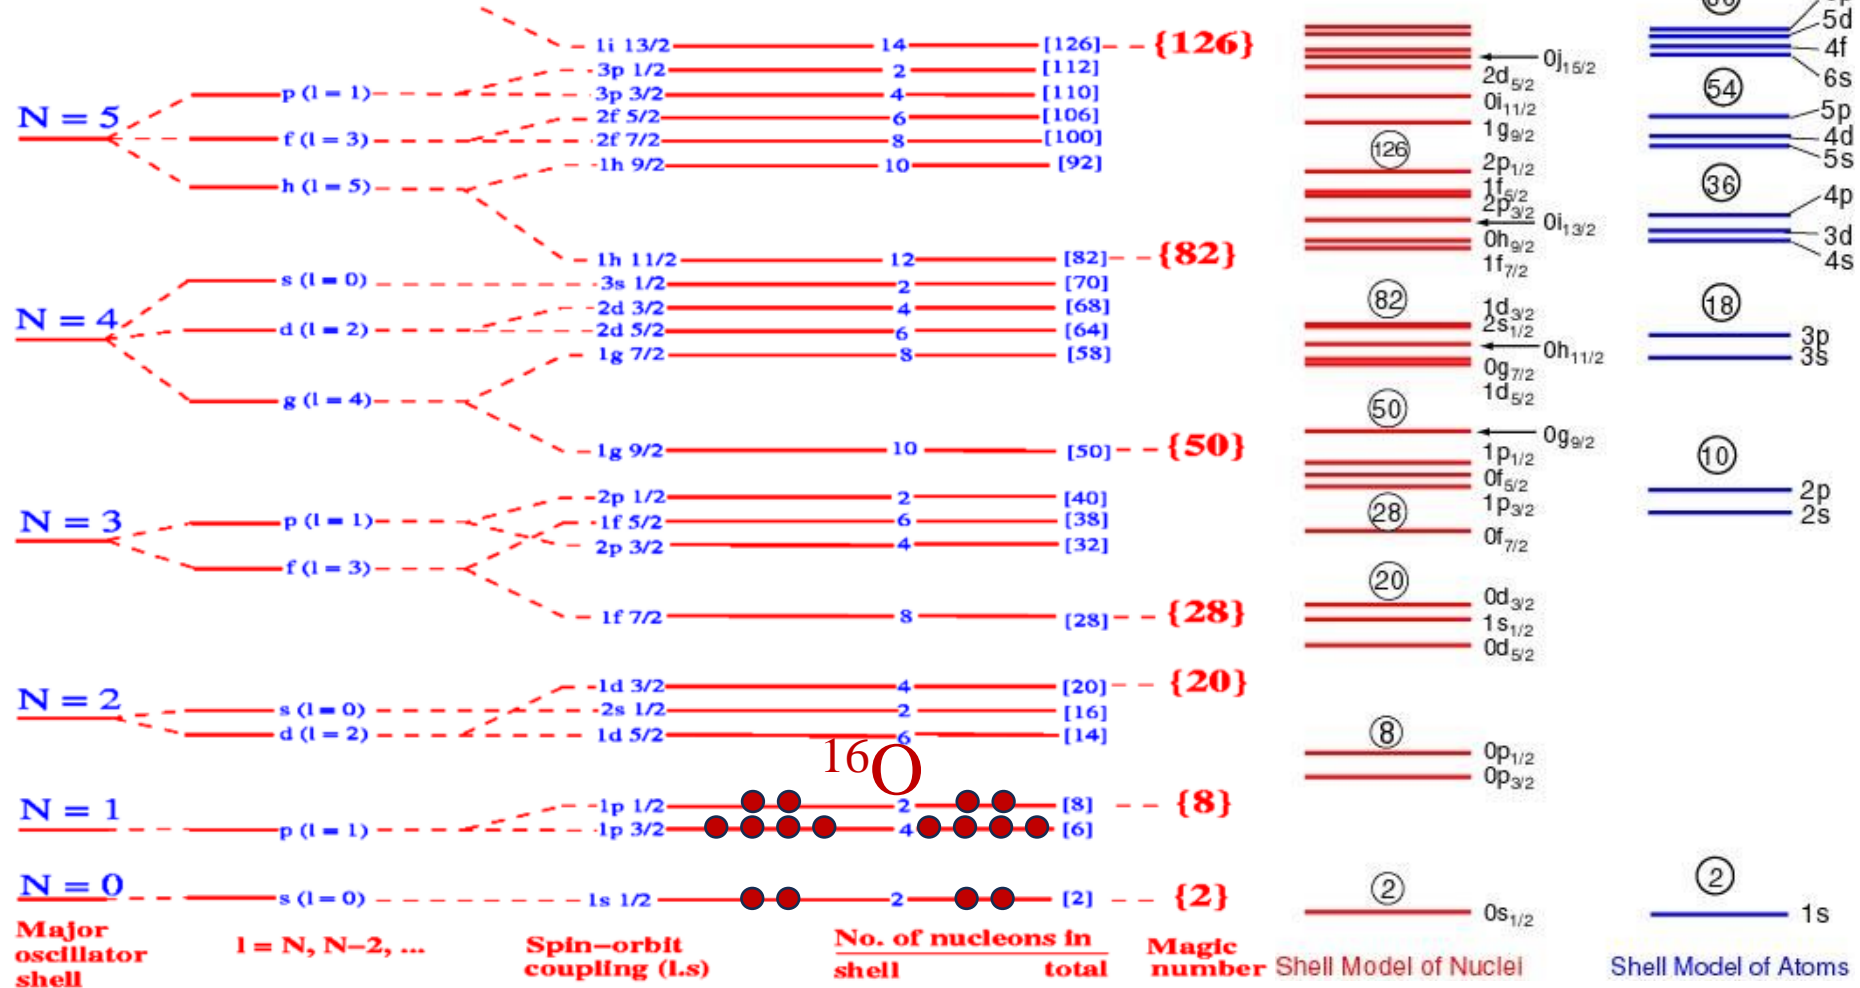 1i 13/2 14 [126] {126}
3p 1/2 2 [112]
p (l = 1) 3p 3/2 4 [110]
N = 5
2f 5/2 6 [106]
f (l = 3) 2f 7/2 8 [100]
1h 9/2 10 [92]
h (l = 5)
1h 11/2 12 [82] {82}
s (l = 0) 3s 1/2 2 [70]
2d 3/2 4 [68]
N = 4
d (l = 2) 2d 5/2 6 [64]
1g 7/2 8 [58]
g (l = 4)
1g 9/2 10 [50] {50}
2p 1/2 2 [40]
N = 3
p (l = 1) 1f 5/2 6 [38]
2p 3/2 4 [32]
f (l = 3)
1f 7/2 8 [28] {28}
1d 3/2 4 [20] {20}
N = 2
s (l = 0) 2s 1/2 2 [16]
d (l = 2) 1d 5/2 6 [14]
16O
N = 1
1p 1/2 2 [8] {8}
p (l = 1) 1p 3/2 4 [6]
N = 0
s (l = 0) 1s 1/2 2 [2] {2}
Major
oscillator
shell
l = N, N−2, ...
Spin−orbit
coupling (l.s)
No. of nucleons in
shell total
Magic
number
0j15/2
2d5/2
0i11/2
1g9/2
126
2p1/2
1f5/2
2p3/2
0i13/2
0h9/2
1f7/2
82
1d3/2
2s1/2
0h11/2
0g7/2
1d5/2
50
0g9/2
1p1/2
0f5/2
1p3/2
28
0f7/2
20
0d3/2
1s1/2
0d5/2
8
0p1/2
0p3/2
2
0s1/2
Shell Model of Nuclei
5d
4f
6s
54
5p
4d
5s
36
4p
3d
4s
18
3p
3s
10
2p
2s
2
1s
Shell Model of Atoms